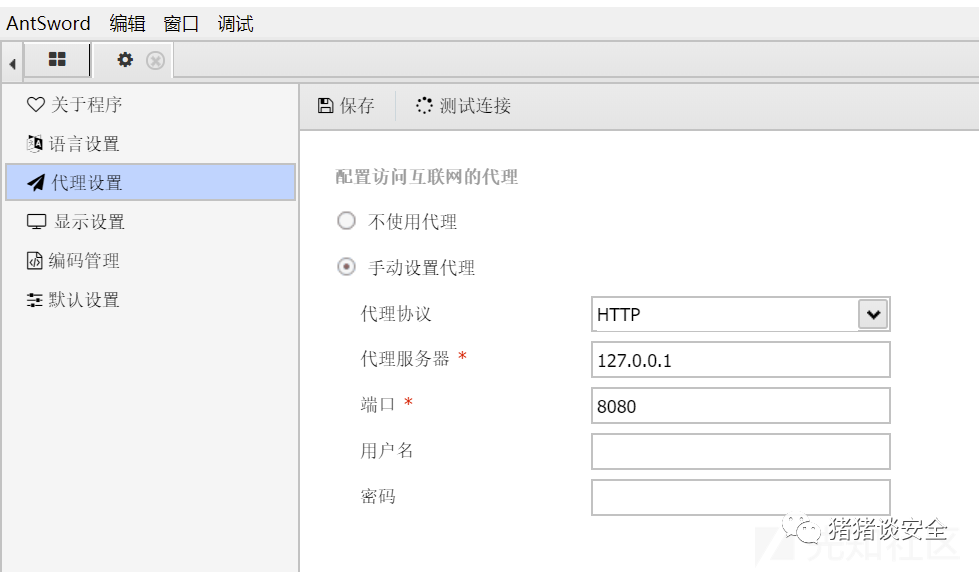 AntSword 编辑 窗口 调试
关于程序
语言设置
代理设置
显示设置
编码管理
默认设置
保存 测试连接
配置访问互联网的代理
不使用代理
手动设置代理
代理协议 HTTP
代理服务器 * 127.0.0.1
端口 * 8080
用户名
密码
猪猪谈安全
先知社区